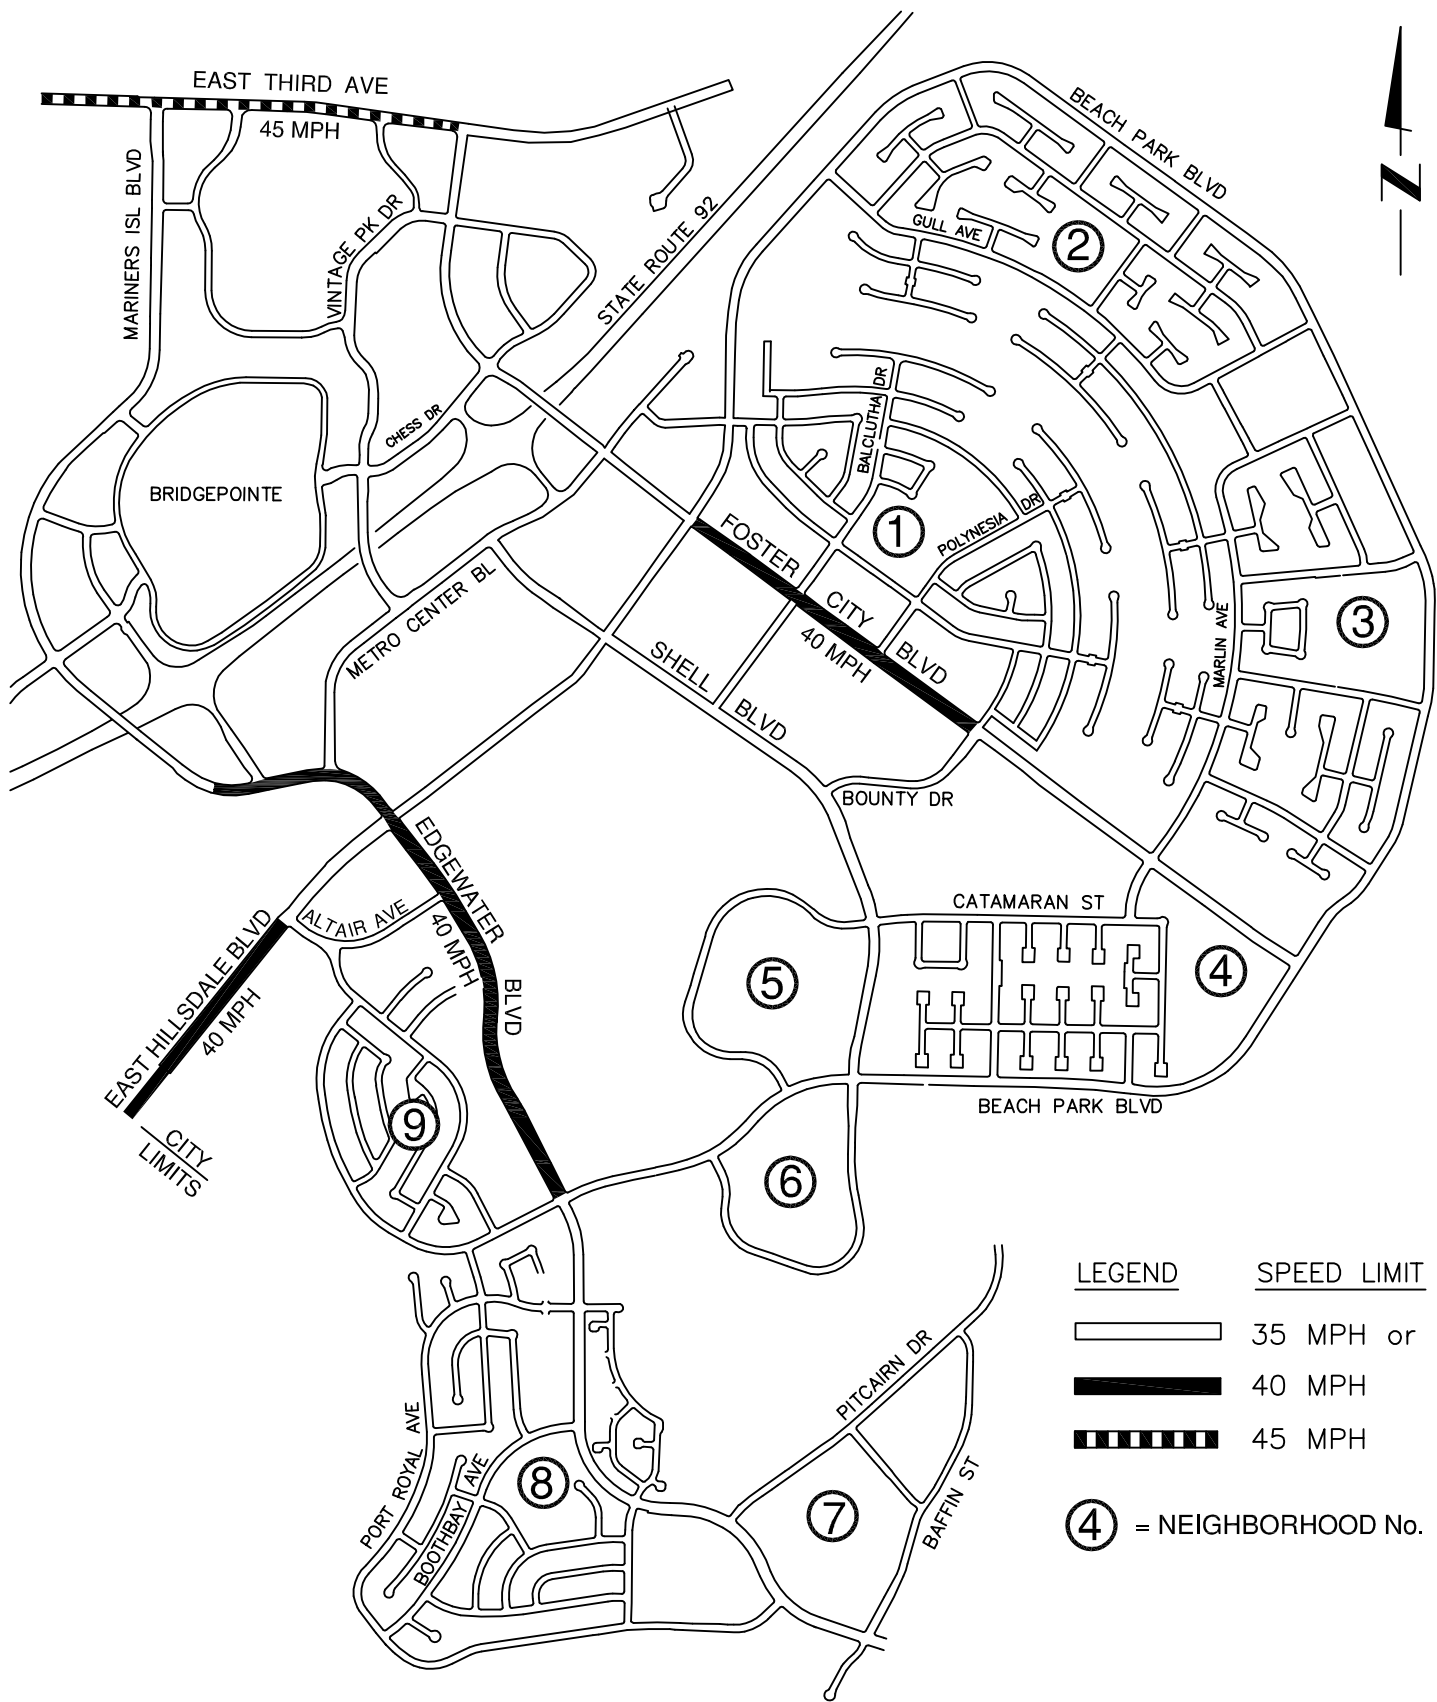 EAST THIRD AVE
45 MPH
BEACH PARK BLVD
MARINERS ISL BLVD
VINTAGE PK DR
STATE ROUTE 92
GULL AVE
2
N
CHESS DR
BALCLUTHA DR
BRIDGEPOINTE
1
POLYNESIA DR
FOSTER CITY BLVD
40 MPH
METRO CENTER BL
SHELL BLVD
MARLIN AVE
3
BOUNTY DR
EDGEWATER BLVD
40 MPH
ALTAIR AVE
CATAMARAN ST
EAST HILLSDALE BLVD
40 MPH
5
4
BEACH PARK BLVD
9
CITY
LIMITS
6
LEGEND SPEED LIMIT
35 MPH or
40 MPH
45 MPH
4 = NEIGHBORHOOD No.
PITCAIRN DR
PORT ROYAL AVE
BOOTHBAY AVE
8
7
BAFFIN ST